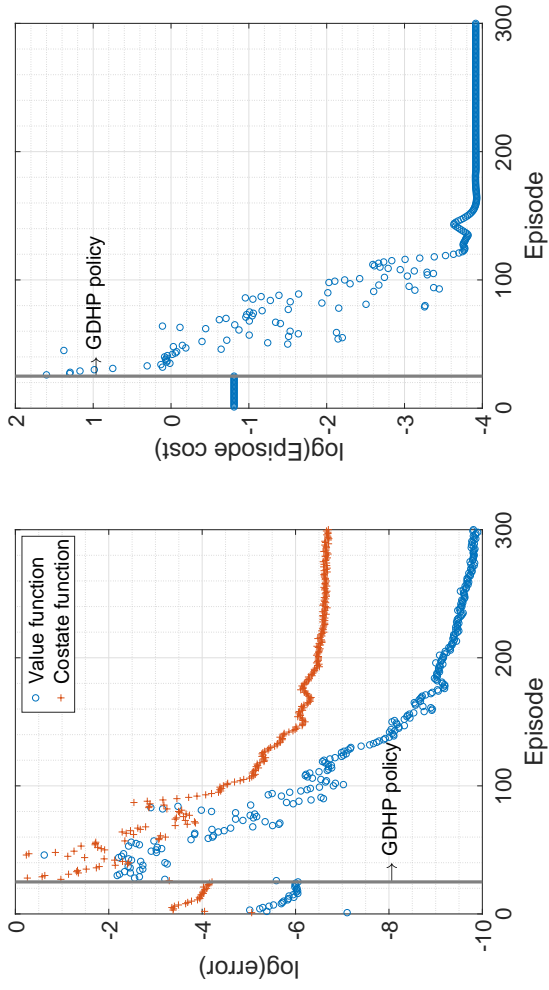 log(error)
0
-2
-4
-6
-8
-10
Value function
Costate function
→ GDHP policy
0
100
200
300
Episode
log(Episode cost)
2
1
0
-1
-2
-3
-4
→ GDHP policy
0
100
200
300
Episode